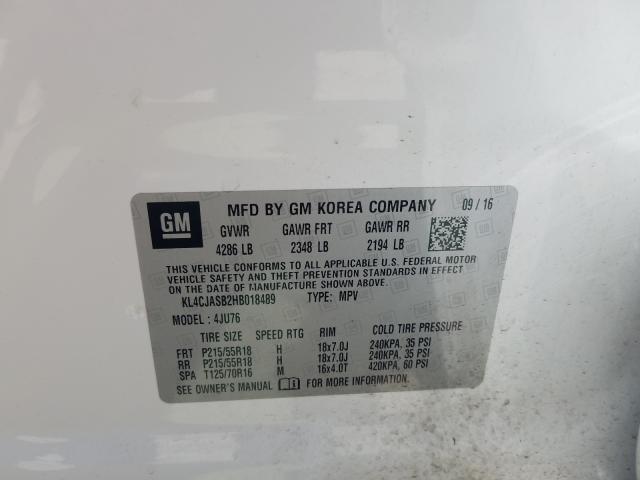 GM MFD BY GM KOREA COMPANY 09 / 16
GVWR GAWR FRT GAWR RR
4286 LB 2348 LB 2194 LB
THIS VEHICLE CONFORMS TO ALL APPLICABLE U.S. FEDERAL MOTOR
VEHICLE SAFETY AND THEFT PREVENTION STANDARDS IN EFFECT ON
THE DATE OF MANUFACTURE SHOWN ABOVE.
KL4CJASB2HB018489 TYPE: MPV
MODEL : 4JU76
TIRE SIZE SPEED RTG RIM COLD TIRE PRESSURE
FRT P215/55R18 H 18x7.0J 240KPA, 35 PSI
RR P215/55R18 H 18x7.0J 240KPA, 35 PSI
SPA T125/70R16 M 16x4.0T 420KPA, 60 PSI
SEE OWNER'S MANUAL FOR MORE INFORMATION.